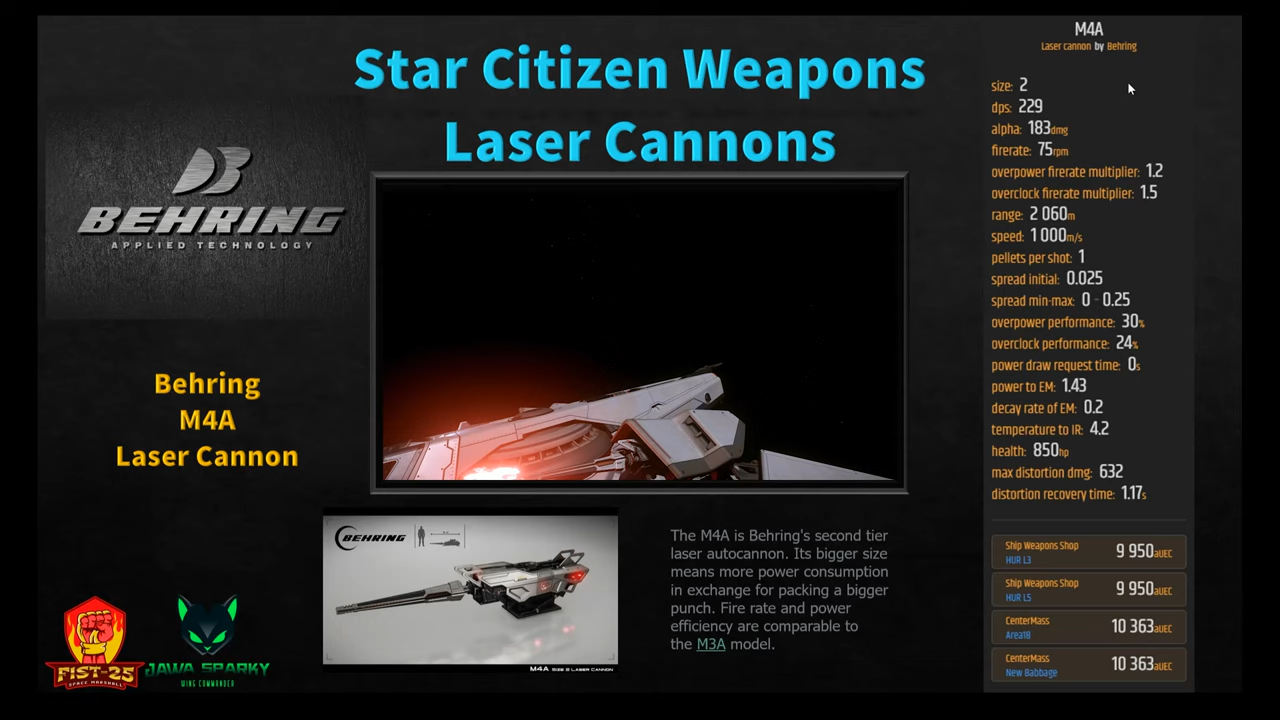 Star Citizen Weapons
Laser Cannons
BEHRING
APPLIED TECHNOLOGY
Behring
M4A
Laser Cannon
FIST-25
SPACE MARSHALL
JAWA SPARKY
WING COMMANDER
BEHRING
M4A SIZE 2 LASER CANNON
The M4A is Behring's second tier
laser autocannon. Its bigger size
means more power consumption
in exchange for packing a bigger
punch. Fire rate and power
efficiency are comparable to
the M3A model.
M4A
Laser cannon by Behring
size: 2
dps: 229
alpha: 183dmg
firerate: 75rpm
overpower firerate multiplier: 1.2
overclock firerate multiplier: 1.5
range: 2 060m
speed: 1 000m/s
pellets per shot: 1
spread initial: 0.025
spread min-max: 0 - 0.25
overpower performance: 30%
overclock performance: 24%
power draw request time: 0s
power to EM: 1.43
decay rate of EM: 0.2
temperature to IR: 4.2
health: 850hp
max distortion dmg: 632
distortion recovery time: 1.17s
Ship Weapons Shop
HUR L3
9 950aUEC
Ship Weapons Shop
HUR L5
9 950aUEC
CenterMass
Area18
10 363aUEC
CenterMass
New Babbage
10 363aUEC